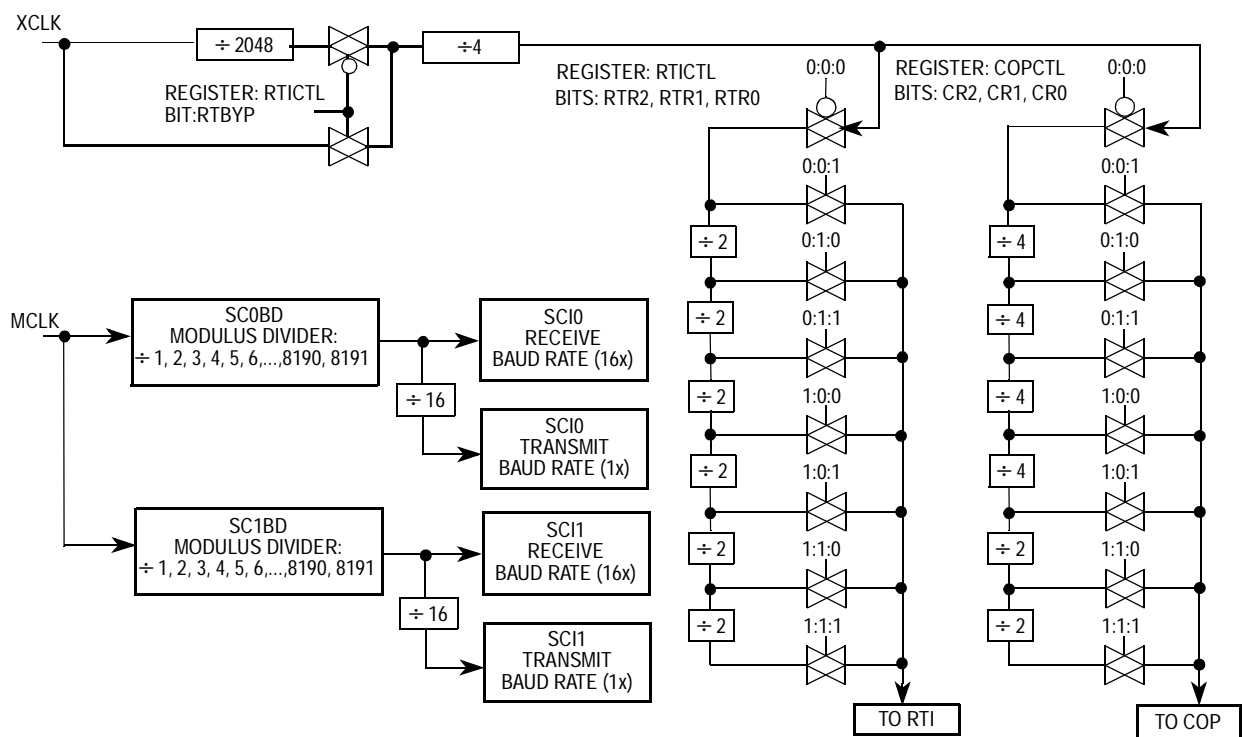 XCLK
÷ 2048
÷4
REGISTER: RTICTL
BIT:RTBYP
REGISTER: RTICTL
BITS: RTR2, RTR1, RTR0
0:0:0
REGISTER: COPCTL
BITS: CR2, CR1, CR0
0:0:0
0:0:1
÷ 2
0:1:0
÷ 2
0:1:1
÷ 2
1:0:0
÷ 2
1:0:1
÷ 2
1:1:0
÷ 2
1:1:1
TO RTI
0:0:1
÷ 4
0:1:0
÷ 4
0:1:1
÷ 4
1:0:0
÷ 4
1:0:1
÷ 2
1:1:0
÷ 2
1:1:1
TO COP
MCLK
SC0BD
MODULUS DIVIDER:
÷ 1, 2, 3, 4, 5, 6,...,8190, 8191
SCI0
RECEIVE
BAUD RATE (16x)
÷ 16
SCI0
TRANSMIT
BAUD RATE (1x)
SC1BD
MODULUS DIVIDER:
÷ 1, 2, 3, 4, 5, 6,...,8190, 8191
SCI1
RECEIVE
BAUD RATE (16x)
÷ 16
SCI1
TRANSMIT
BAUD RATE (1x)